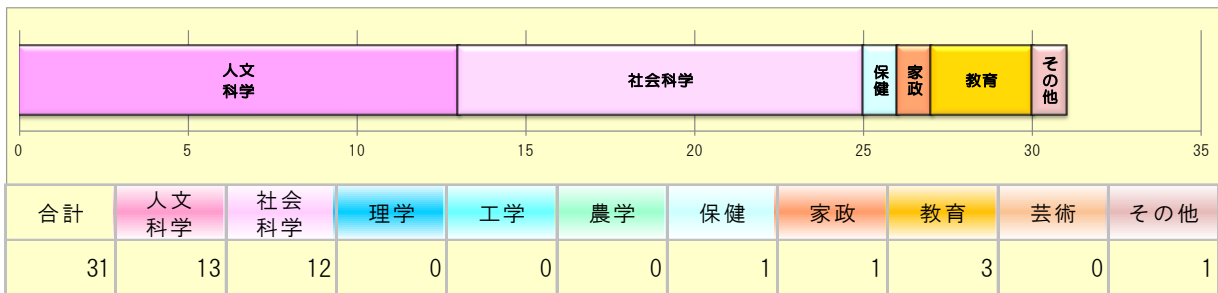 人文
科学
社会科学
保健
家政
教育
その他
0 5 10 15 20 25 30 35
合計 人文科学 社会科学 理学 工学 農学 保健 家政 教育 芸術 その他
31 13 12 0 0 0 1 1 3 0 1